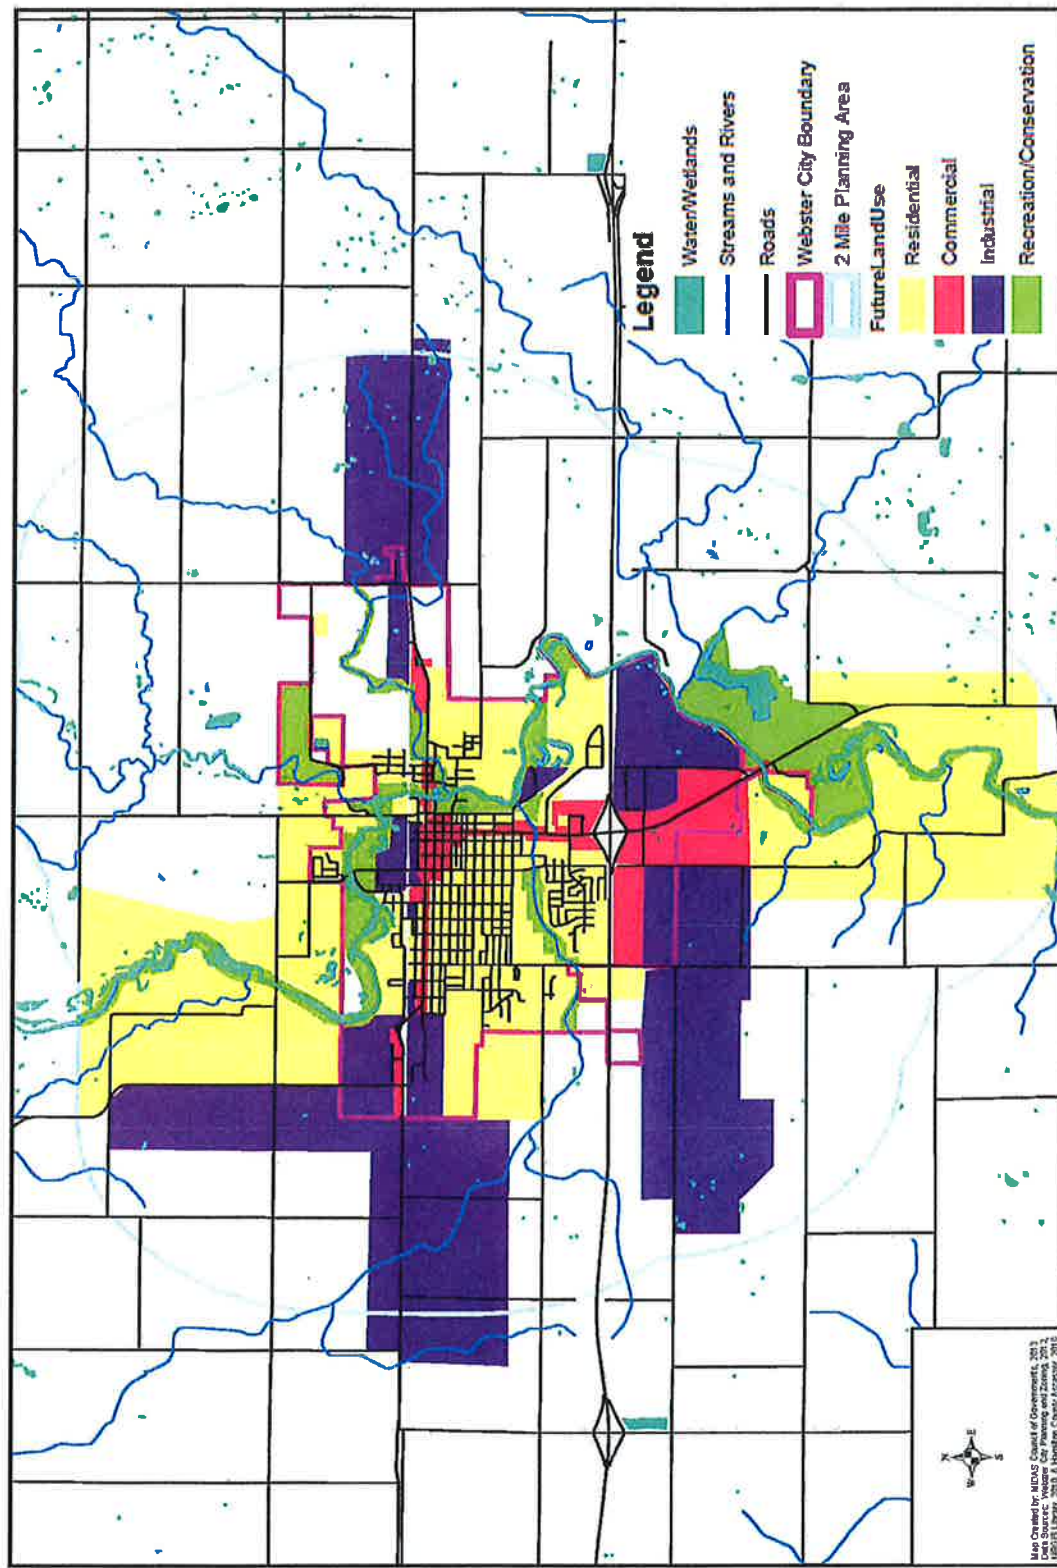 Legend
Water/Wetlands
Streams and Rivers
Roads
Webster City Boundary
2 Mile Planning Area
FutureLandUse
Residential
Commercial
Industrial
Recreation/Conservation
N
W
E
S
Map Created by: MIDAS Council of Governments, 2013
Data Sources: Webster City Planning and Zoning, 2012,